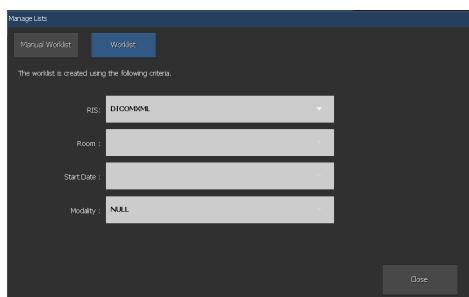 Manage Lists
Manual Worklist
Worklist
The worklist is created using the following criteria.
RIS: DICOMXML
Room :
Start Date :
Modality : NULL
Close